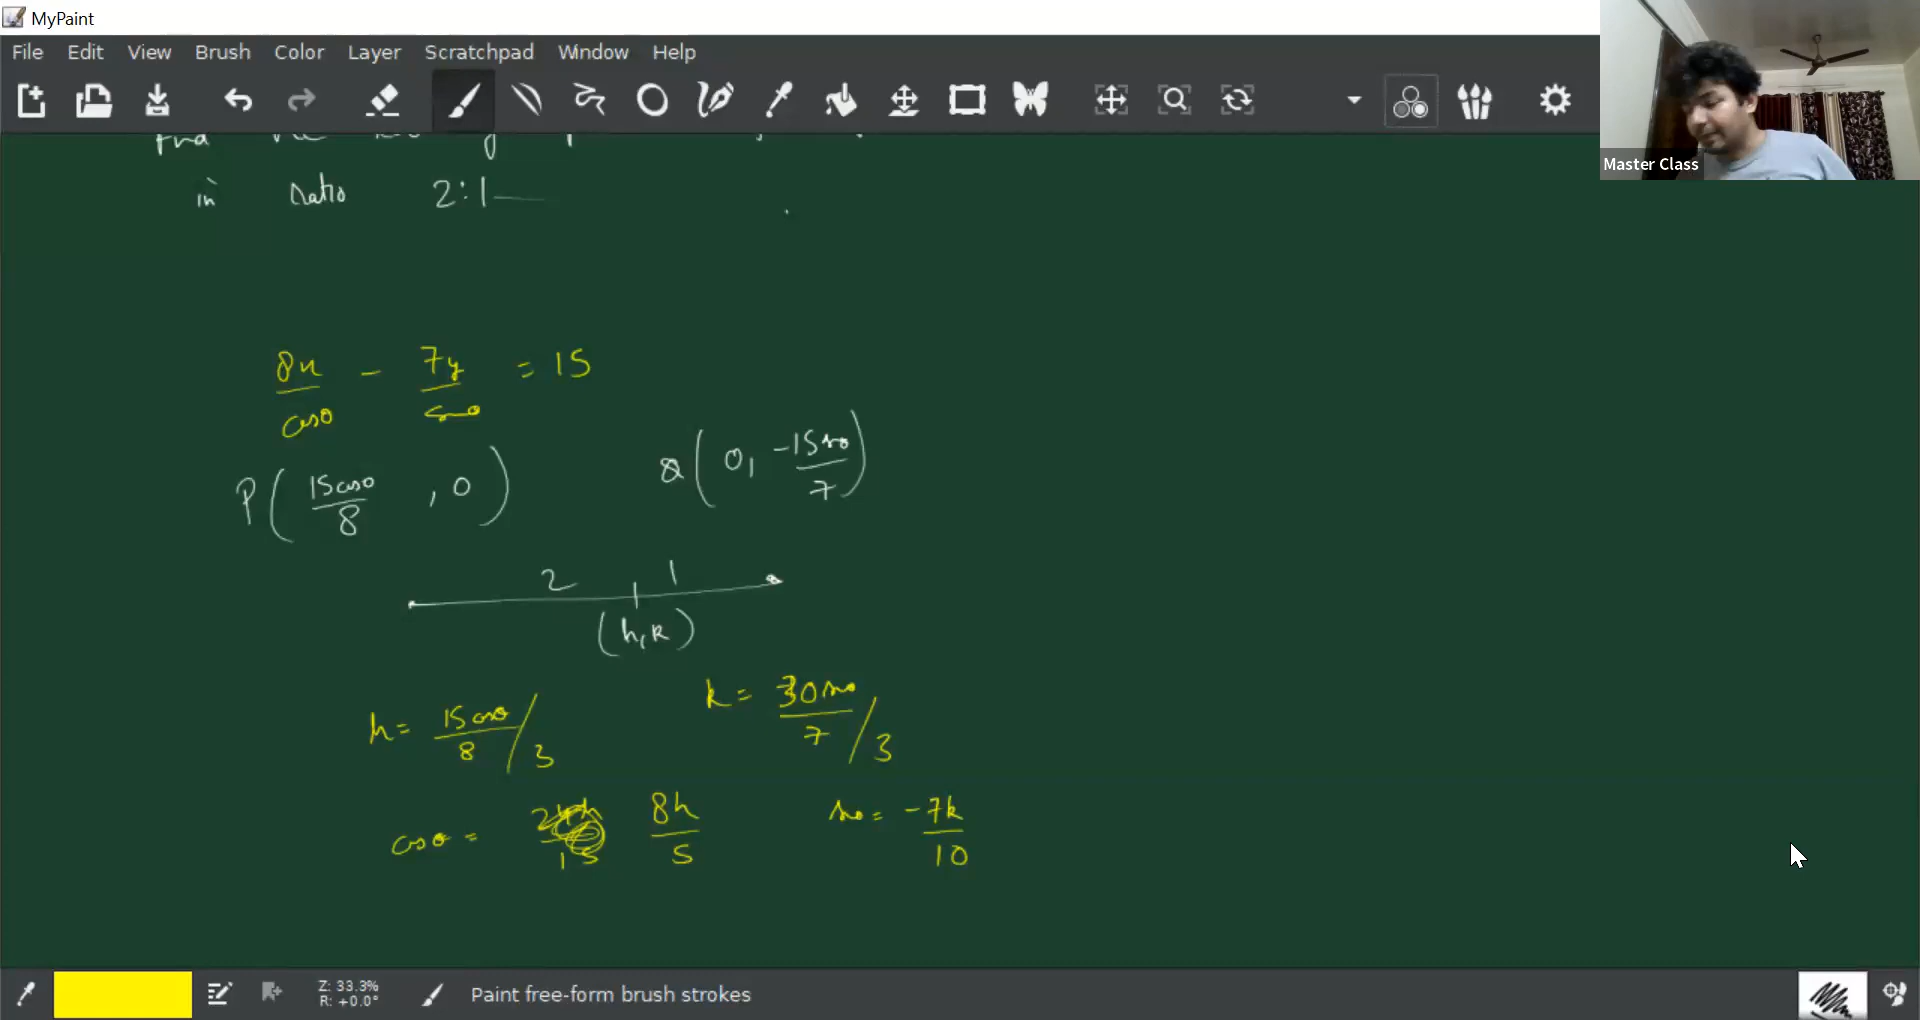 MyPaint
File Edit View Brush Color Layer Scratchpad Window Help
Master Class
Find
in ratio 2:1
8x/cosθ - 7y/sinθ = 15
P(15cosθ/8, 0) Q(0, -15sinθ/7)
2 1
(h,k)
h= 15cosθ/8/3 k= 30sinθ/7/3
cosθ = 8h/5 sinθ = -7k/10
Z: 33.3%
R: +0.0°
Paint free-form brush strokes